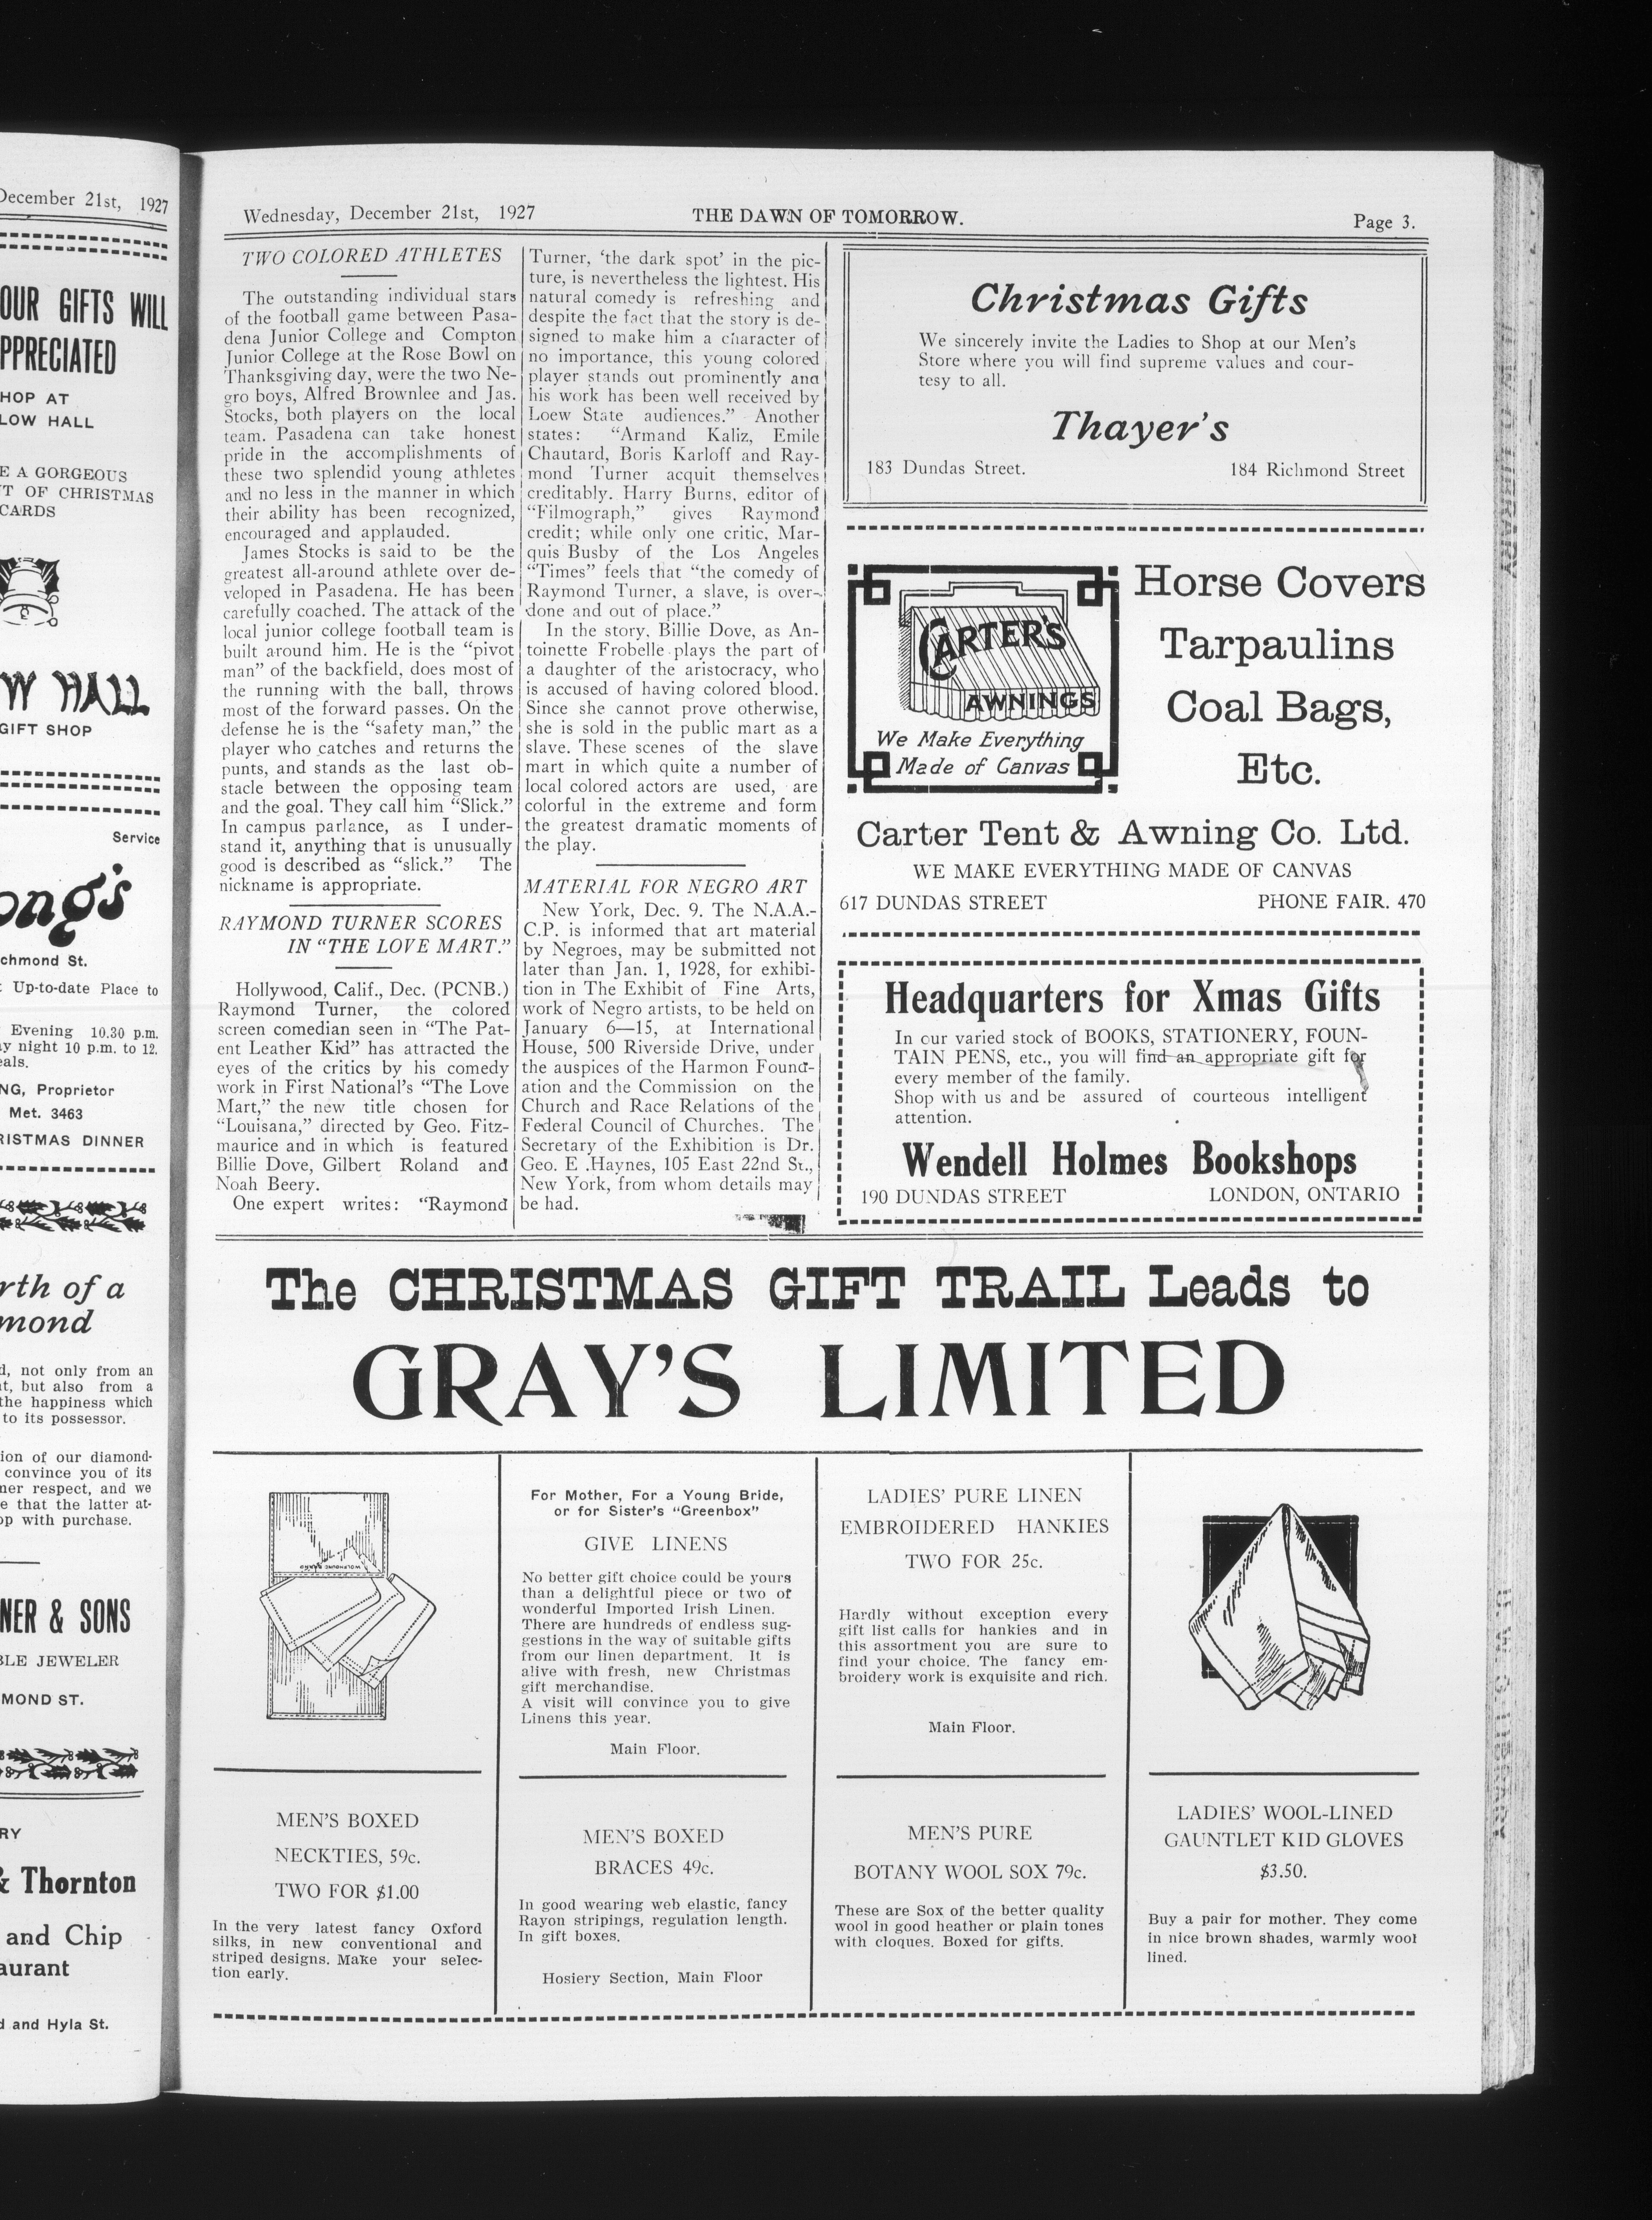 December 21st, 1927
OUR GIFTS WILL
PPRECIATED
HOP AT
LOW HALL
E A GORGEOUS
T OF CHRISTMAS
CARDS
W HALL
GIFT SHOP
Service
ong's
chmond St.
Up-to-date Place to
Evening 10.30 p.m.
ay night 10 p.m. to 12.
eals.
NG, Proprietor
Met. 3463
RISTMAS DINNER
rth of a
mond
d, not only from an
at, but also from a
the happiness which
to its possessor.
ion of our diamond-
convince you of its
ner respect, and we
e that the latter at-
op with purchase.
NER & SONS
BLE JEWELER
MOND ST.
RY
& Thornton
and Chip
aurant
d and Hyla St.
Wednesday, December 21st, 1927
THE DAWN OF TOMORROW.
Page 3.
TWO COLORED ATHLETES
The outstanding individual stars
of the football game between Pasa-
dena Junior College and Compton
Junior College at the Rose Bowl on
Thanksgiving day, were the two Ne-
gro boys, Alfred Brownlee and Jas.
Stocks, both players on the local
team. Pasadena can take honest
pride in the accomplishments of
these two splendid young athletes
and no less in the manner in which
their ability has been recognized,
encouraged and applauded.
James Stocks is said to be the
greatest all-around athlete over de-
veloped in Pasadena. He has been
carefully coached. The attack of the
local junior college football team is
built around him. He is the "pivot
man" of the backfield, does most of
the running with the ball, throws
most of the forward passes. On the
defense he is the "safety man," the
player who catches and returns the
punts, and stands as the last ob-
stacle between the opposing team
and the goal. They call him "Slick."
In campus parlance, as I under-
stand it, anything that is unusually
good is described as "slick." The
nickname is appropriate.
RAYMOND TURNER SCORES
IN "THE LOVE MART."
Hollywood, Calif., Dec. (PCNB.)
Raymond Turner, the colored
screen comedian seen in "The Pat-
ent Leather Kid" has attracted the
eyes of the critics by his comedy
work in First National's "The Love
Mart," the new title chosen for
"Louisana," directed by Geo. Fitz-
maurice and in which is featured
Billie Dove, Gilbert Roland and
Noah Beery.
One expert writes: "Raymond
Turner, 'the dark spot' in the pic-
ture, is nevertheless the lightest. His
natural comedy is refreshing and
despite the fact that the story is de-
signed to make him a character of
no importance, this young colored
player stands out prominently and
his work has been well received by
Loew State audiences." Another
states: "Armand Kaliz, Emile
Chautard, Boris Karloff and Ray-
mond Turner acquit themselves
creditably. Harry Burns, editor of
"Filmograph," gives Raymond
credit; while only one critic, Mar-
quis Busby of the Los Angeles
"Times" feels that "the comedy of
Raymond Turner, a slave, is over-
done and out of place."
In the story, Billie Dove, as An-
toinette Frobelle plays the part of
a daughter of the aristocracy, who
is accused of having colored blood.
Since she cannot prove otherwise,
she is sold in the public mart as a
slave. These scenes of the slave
mart in which quite a number of
local colored actors are used, are
colorful in the extreme and form
the greatest dramatic moments of
the play.
MATERIAL FOR NEGRO ART
New York, Dec. 9. The N.A.A.-
C.P. is informed that art material
by Negroes, may be submitted not
later than Jan. 1, 1928, for exhibi-
tion in The Exhibit of Fine Arts,
work of Negro artists, to be held on
January 6—15, at International
House, 500 Riverside Drive, under
the auspices of the Harmon Found-
ation and the Commission on the
Church and Race Relations of the
Federal Council of Churches. The
Secretary of the Exhibition is Dr.
Geo. E .Haynes, 105 East 22nd St.,
New York, from whom details may
be had.
Christmas Gifts
We sincerely invite the Ladies to Shop at our Men's
Store where you will find supreme values and cour-
tesy to all.
Thayer's
183 Dundas Street. 184 Richmond Street
CARTER'S
AWNINGS
We Make Everything
Made of Canvas
Horse Covers
Tarpaulins
Coal Bags,
Etc.
Carter Tent & Awning Co. Ltd.
WE MAKE EVERYTHING MADE OF CANVAS
617 DUNDAS STREET PHONE FAIR. 470
Headquarters for Xmas Gifts
In our varied stock of BOOKS, STATIONERY, FOUN-
TAIN PENS, etc., you will find an appropriate gift for
every member of the family.
Shop with us and be assured of courteous intelligent
attention.
Wendell Holmes Bookshops
190 DUNDAS STREET LONDON, ONTARIO
The CHRISTMAS GIFT TRAIL Leads to
GRAY'S LIMITED
For Mother, For a Young Bride,
or for Sister's "Greenbox"
GIVE LINENS
No better gift choice could be yours
than a delightful piece or two of
wonderful Imported Irish Linen.
There are hundreds of endless sug-
gestions in the way of suitable gifts
from our linen department. It is
alive with fresh, new Christmas
gift merchandise.
A visit will convince you to give
Linens this year.
Main Floor.
LADIES' PURE LINEN
EMBROIDERED HANKIES
TWO FOR 25c.
Hardly without exception every
gift list calls for hankies and in
this assortment you are sure to
find your choice. The fancy em-
broidery work is exquisite and rich.
Main Floor.
MEN'S BOXED
NECKTIES, 59c.
TWO FOR $1.00
In the very latest fancy Oxford
silks, in new conventional and
striped designs. Make your selec-
tion early.
MEN'S BOXED
BRACES 49c.
In good wearing web elastic, fancy
Rayon stripings, regulation length.
In gift boxes.
Hosiery Section, Main Floor
MEN'S PURE
BOTANY WOOL SOX 79c.
These are Sox of the better quality
wool in good heather or plain tones
with cloques. Boxed for gifts.
LADIES' WOOL-LINED
GAUNTLET KID GLOVES
$3.50.
Buy a pair for mother. They come
in nice brown shades, warmly wool
lined.